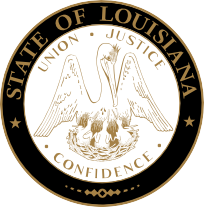 STATE OF LOUISIANA
UNION · JUSTICE
· CONFIDENCE ·